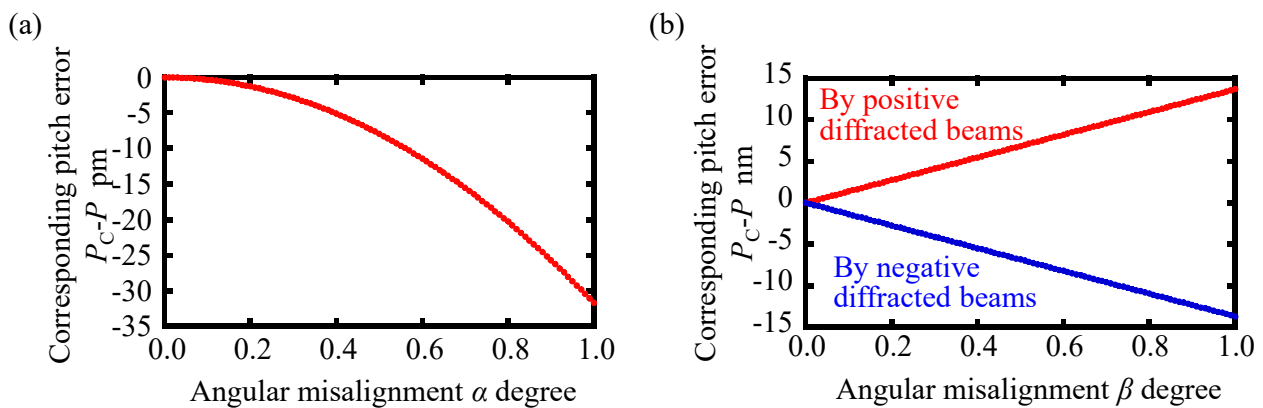 (a)
Corresponding pitch error
P_C-P pm
0
-5
-10
-15
-20
-25
-30
-35
0.0 0.2 0.4 0.6 0.8 1.0
Angular misalignment α degree
(b)
Corresponding pitch error
P_C-P nm
15
10
5
0
-5
-10
-15
By positive
diffracted beams
By negative
diffracted beams
0.0 0.2 0.4 0.6 0.8 1.0
Angular misalignment β degree